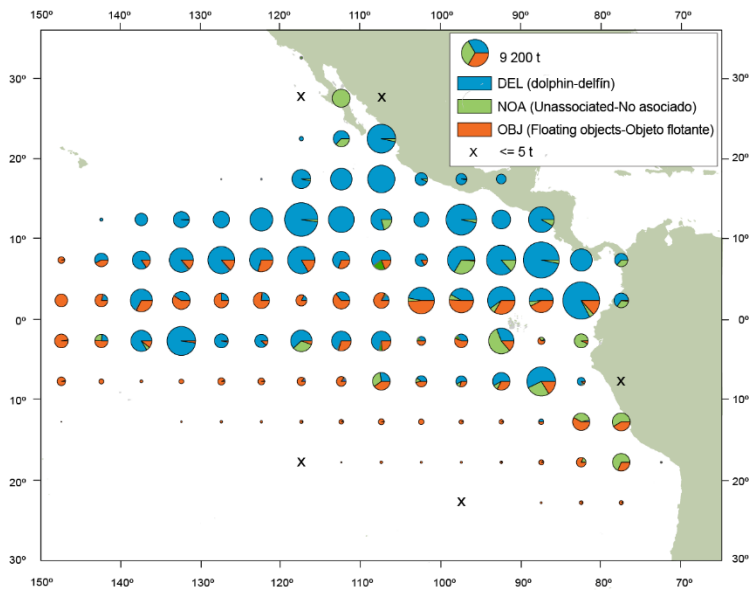 150º 140º 130º 120º 110º 100º 90º 80º 70º
9 200 t
DEL (dolphin-delfín)
NOA (Unassociated-No asociado)
OBJ (Floating objects-Objeto flotante)
x <= 5 t
30º 30º
x x
20º 20º
10º 10º
0º 0º
x
10º 10º
x
20º 20º
x
30º 30º
150º 140º 130º 120º 110º 100º 90º 80º 70º